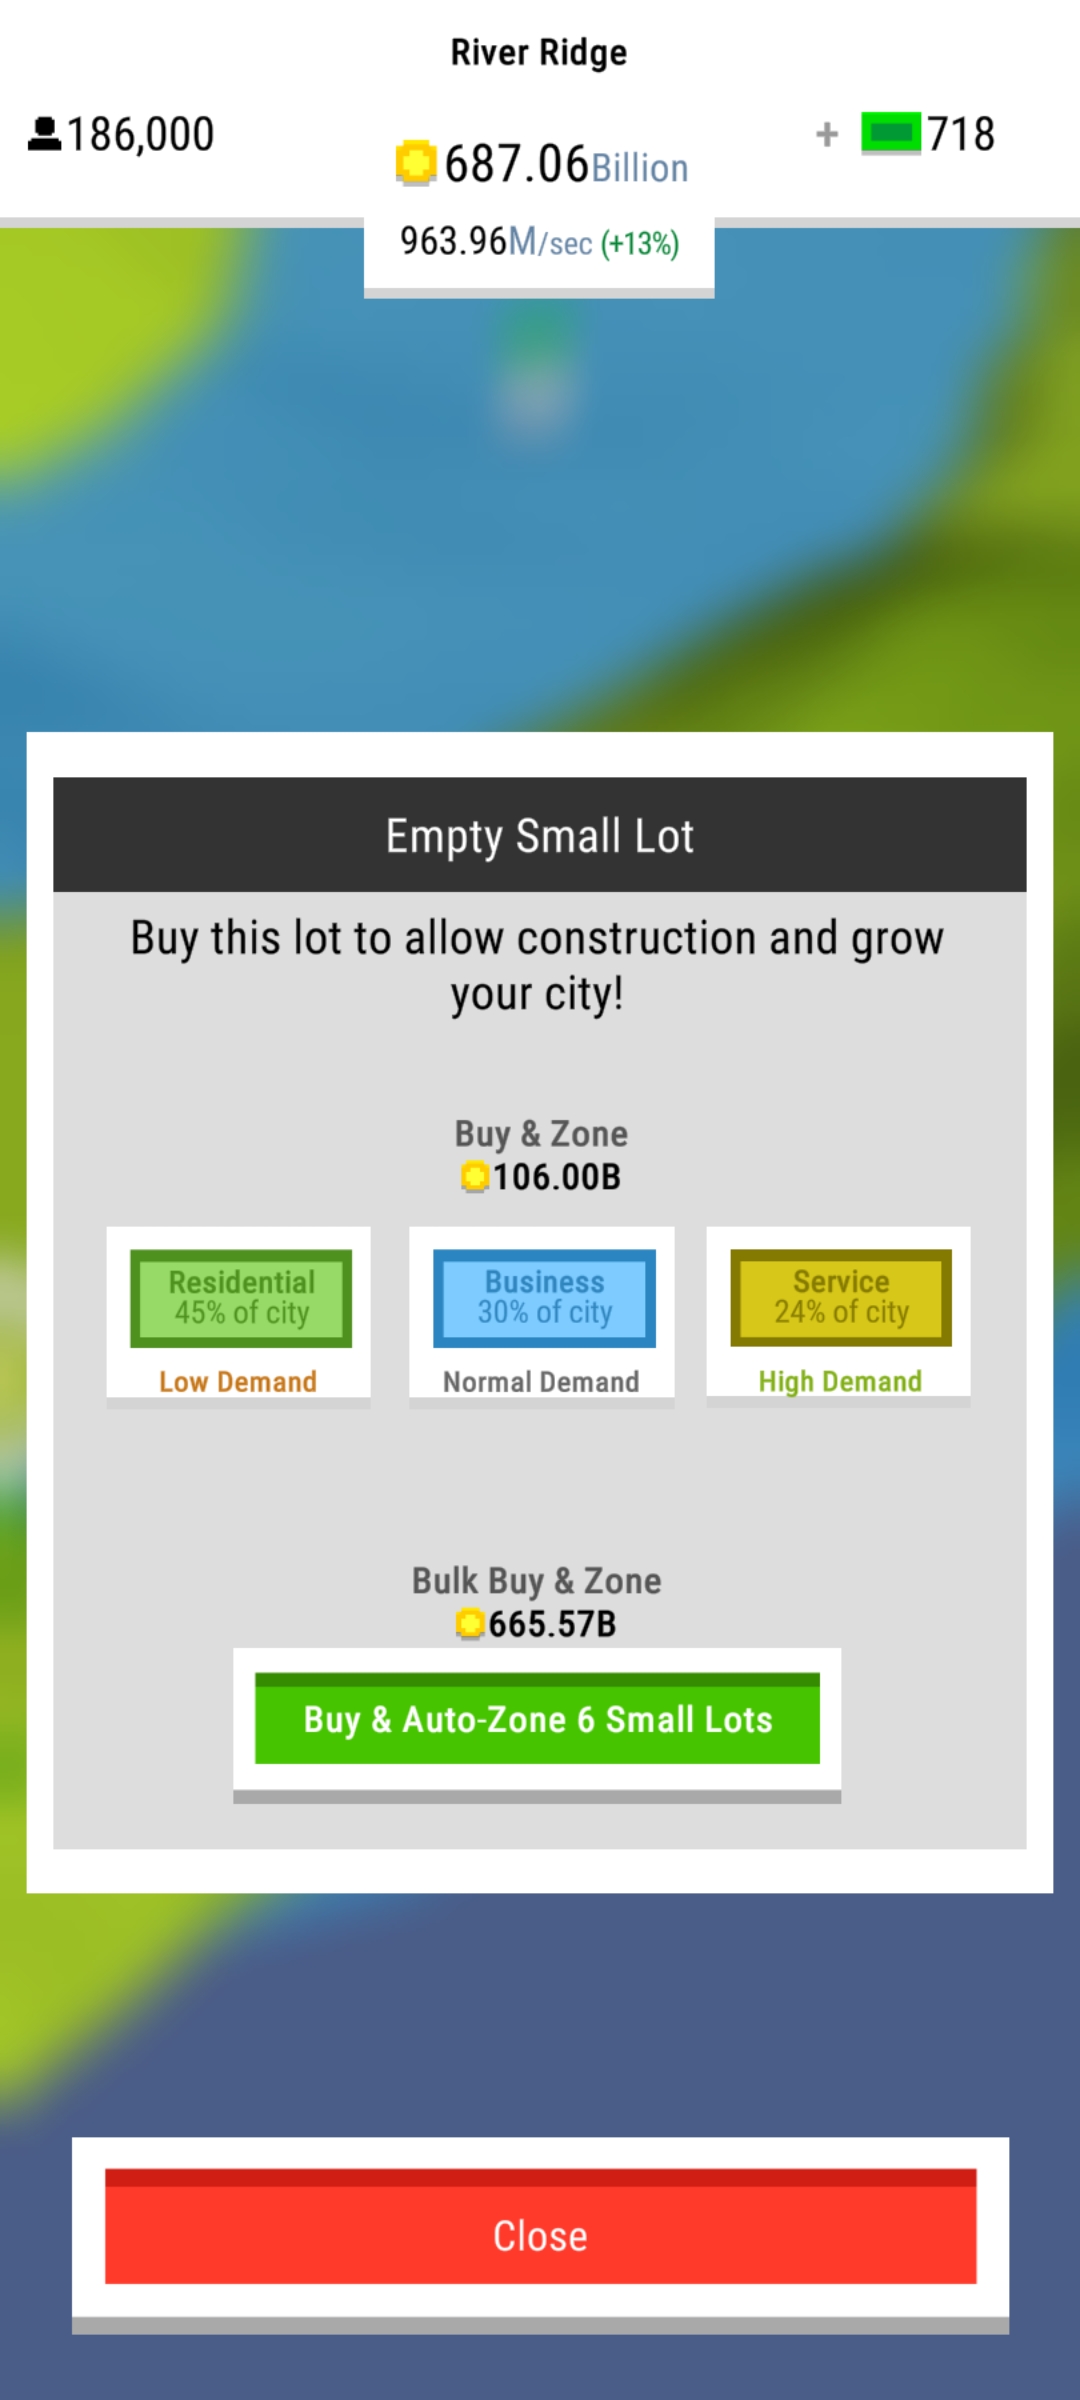 River Ridge
186,000
687.06Billion
+ 718
963.96M/sec (+13%)
Empty Small Lot
Buy this lot to allow construction and grow
your city!
Buy & Zone
106.00B
Residential
45% of city
Low Demand
Business
30% of city
Normal Demand
Service
24% of city
High Demand
Bulk Buy & Zone
665.57B
Buy & Auto-Zone 6 Small Lots
Close